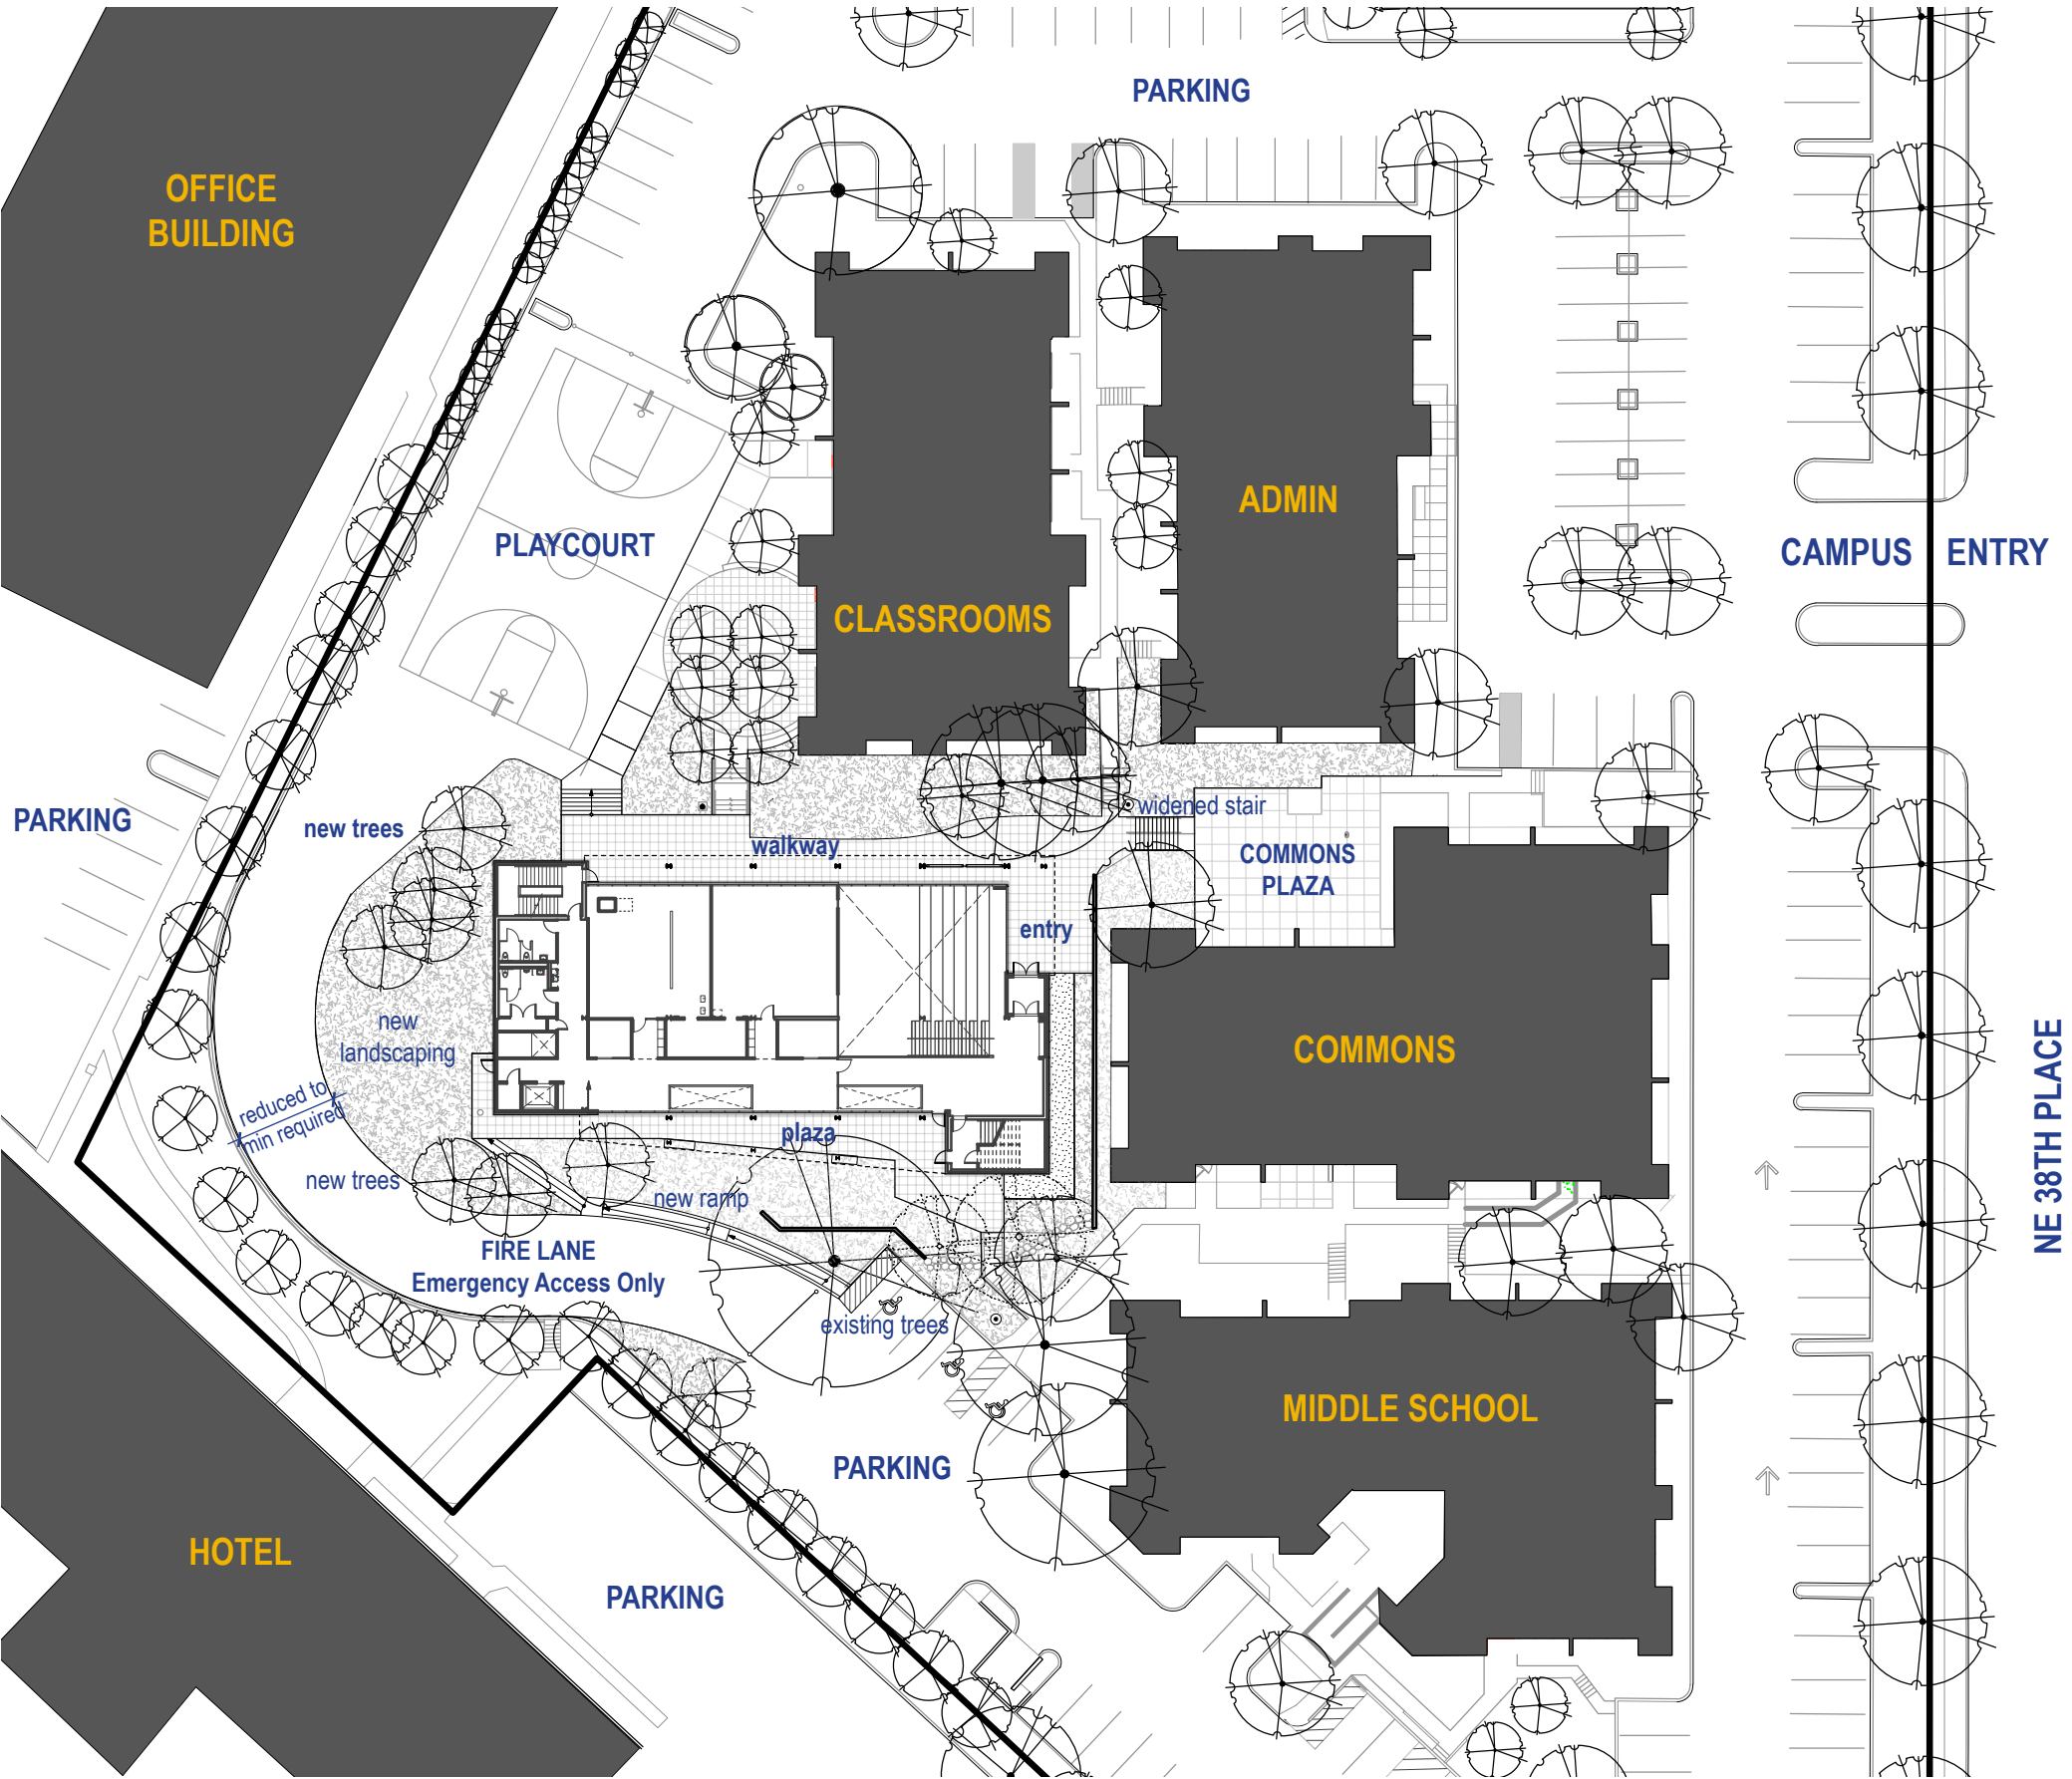 PARKING
OFFICE
BUILDING
ADMIN
PLAYCOURT
CAMPUS ENTRY
CLASSROOMS
PARKING
new trees
walkway
widened stair
COMMONS
PLAZA
entry
new
landscaping
COMMONS
reduced to
min required
plaza
new trees
new ramp
NE 38TH PLACE
FIRE LANE
Emergency Access Only
existing trees
MIDDLE SCHOOL
PARKING
HOTEL
PARKING